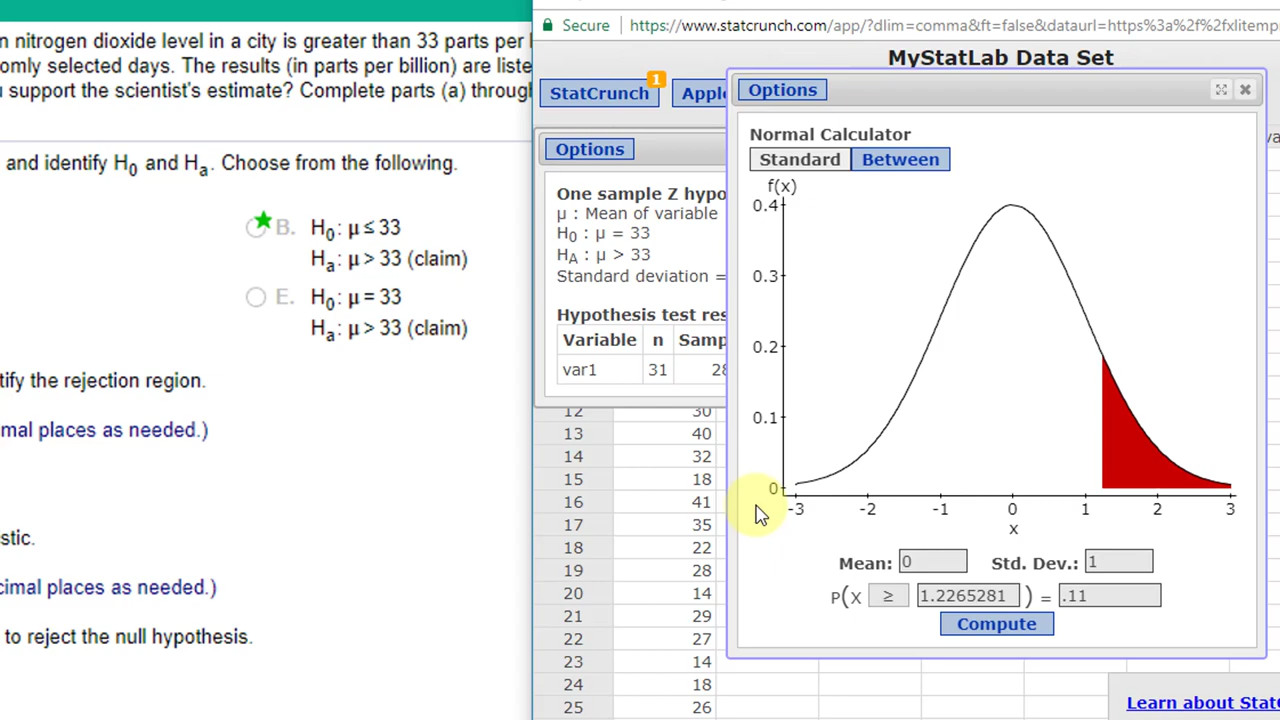 n nitrogen dioxide level in a city is greater than 33 parts per
omly selected days. The results (in parts per billion) are liste
support the scientist's estimate? Complete parts (a) through
and identify H0 and Ha. Choose from the following.
B. H0: μ ≤ 33
Ha: μ > 33 (claim)
E. H0: μ = 33
Ha: μ > 33 (claim)
tify the rejection region.
mal places as needed.)
stic.
cimal places as needed.)
to reject the null hypothesis.
Secure https://www.statcrunch.com/app/?dlim=comma&ft=false&dataurl=https%3a%2f%2fxlitemp
MyStatLab Data Set
StatCrunch 1 Apple
Options
One sample Z hypo
μ : Mean of variable
H0 : μ = 33
HA : μ > 33
Standard deviation =
Hypothesis test res
Variable n Samp
var1 31 28
12 30
13 40
14 32
15 18
16 41
17 35
18 22
19 28
20 14
21 29
22 27
23 14
24 18
25 26
Options
Normal Calculator
Standard Between
f(x)
0.4
0.3
0.2
0.1
0
-3 -2 -1 0 1 2 3
x
Mean: 0 Std. Dev.: 1
P(X ≥ 1.2265281 ) = .11
Compute
va
Learn about StatC